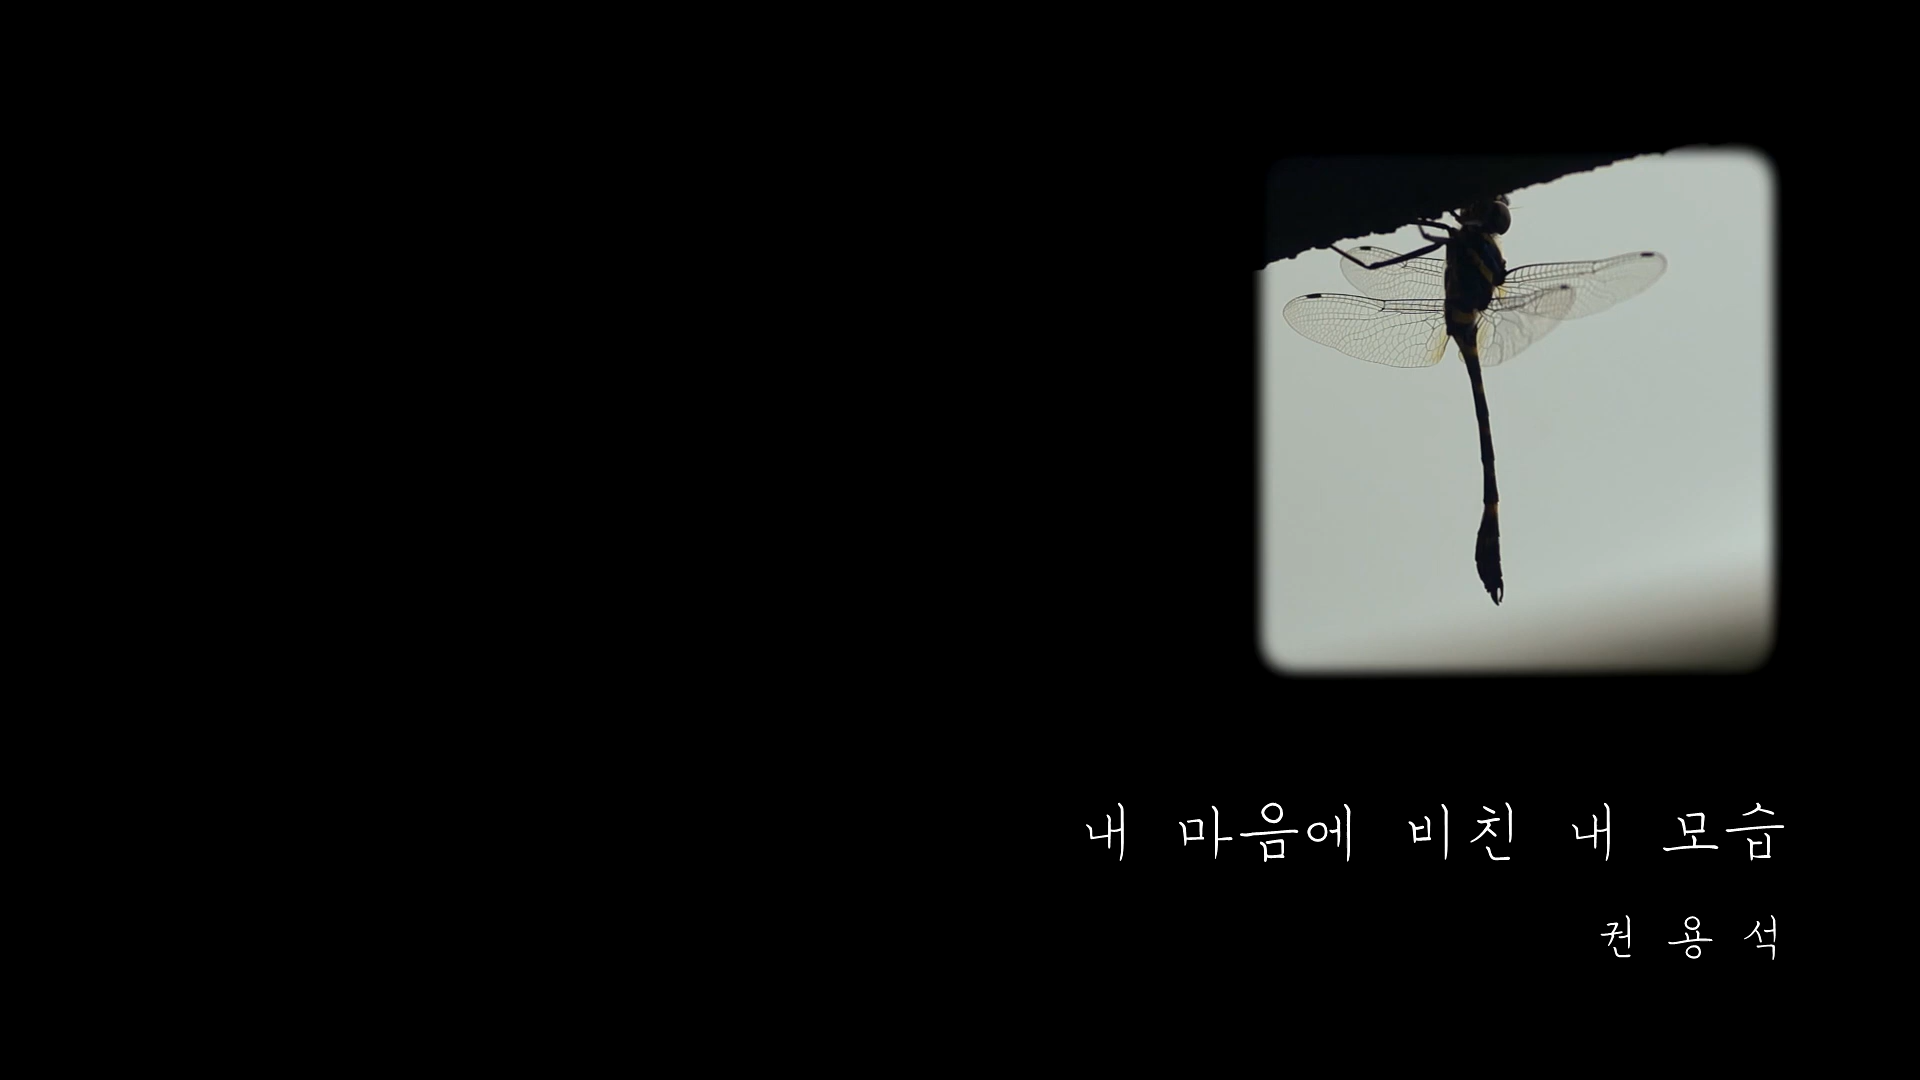 내 마음에 비친 내 모습
권용석